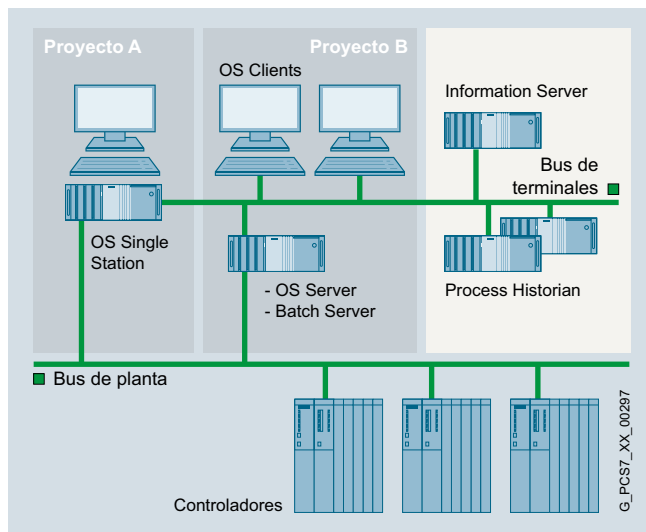 Proyecto A
Proyecto B
OS Clients
Information Server
Bus de
terminales
OS Single
Station
- OS Server
- Batch Server
Process Historian
Bus de planta
Controladores
G_PCS7_XX_00297